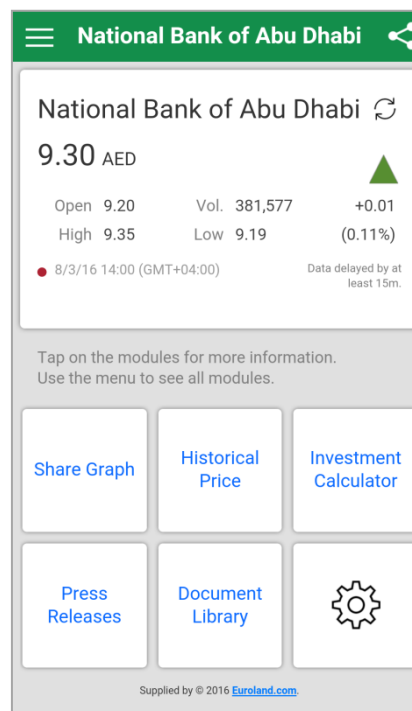 National Bank of Abu Dhabi
National Bank of Abu Dhabi
9.30 AED
Open 9.20 Vol. 381,577 +0.01
High 9.35 Low 9.19 (0.11%)
8/3/16 14:00 (GMT+04:00) Data delayed by at
least 15m.
Tap on the modules for more information.
Use the menu to see all modules.
Share Graph
Historical
Price
Investment
Calculator
Press
Releases
Document
Library
Supplied by © 2016 Euroland.com.